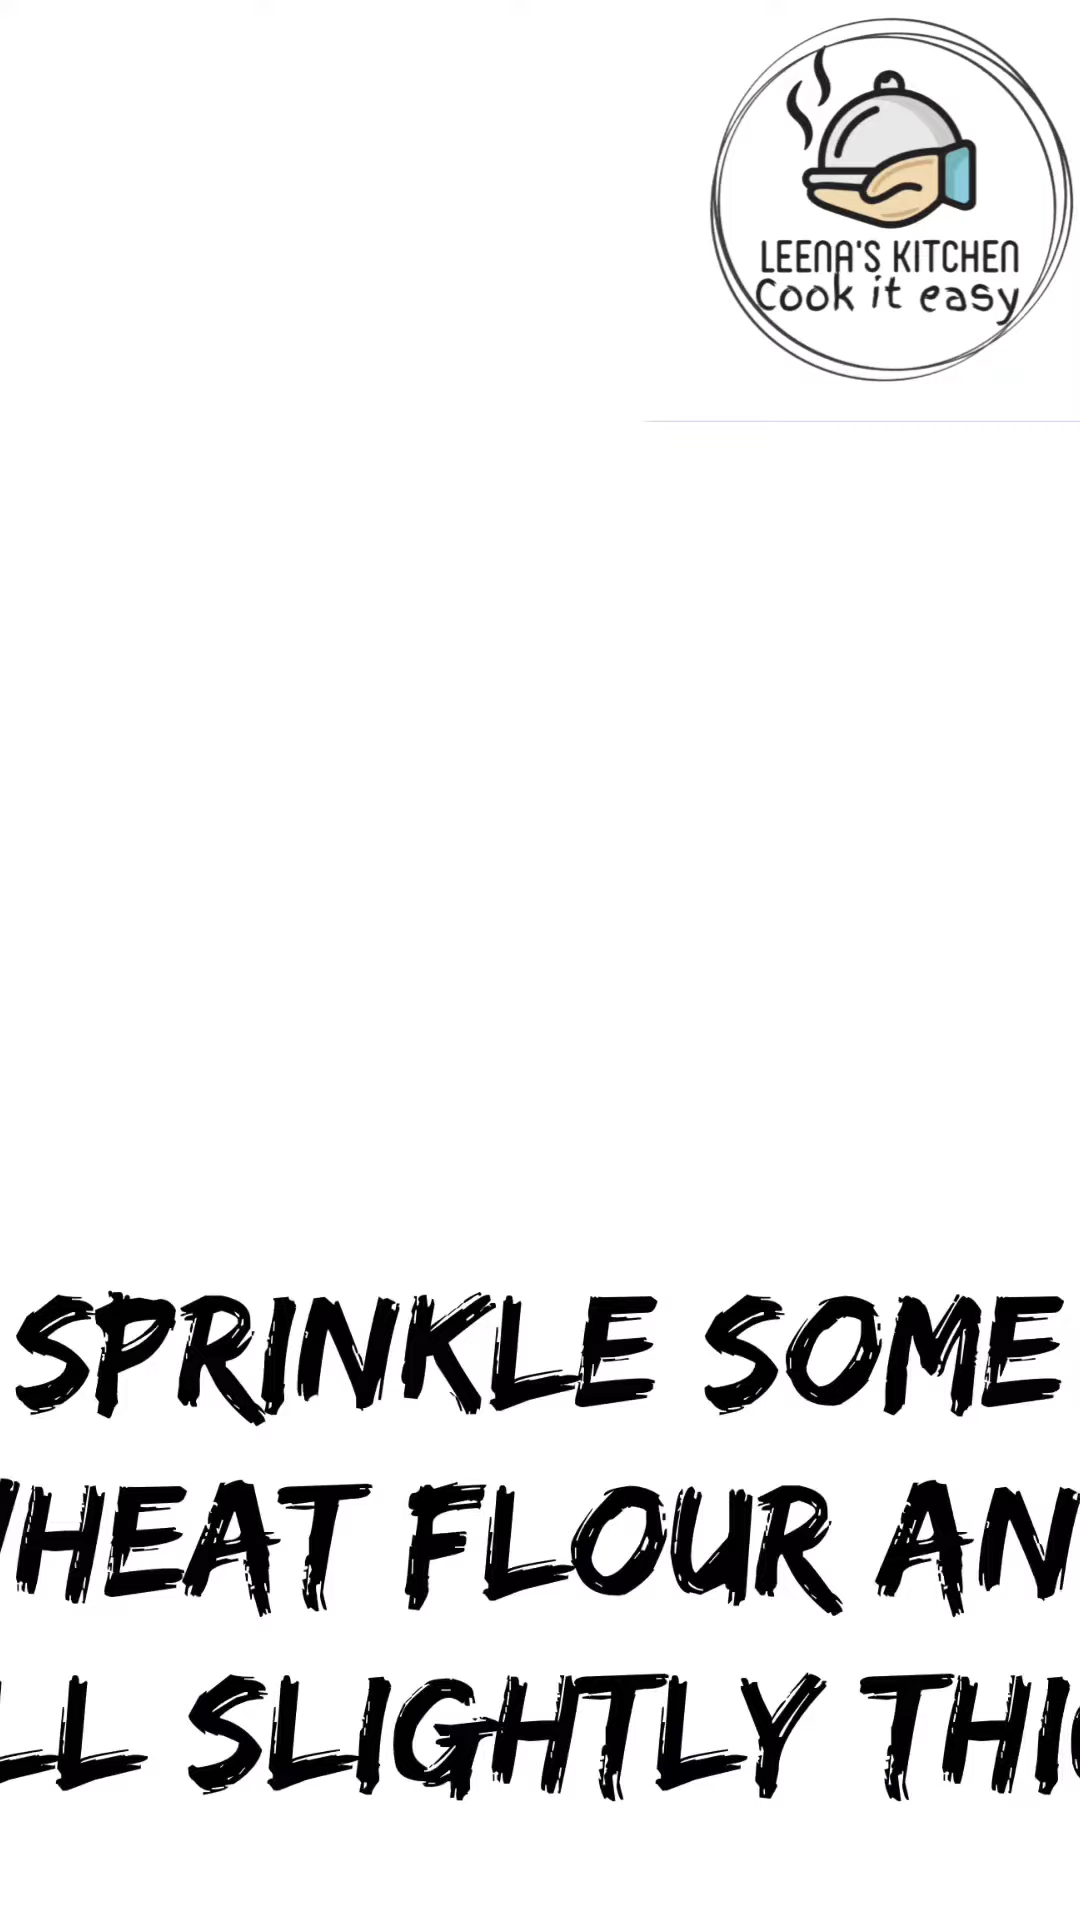 LEENA'S KITCHEN
Cook it easy
SPRINKLE SOME
HEAT FLOUR AN
LL SLIGHTLY THI